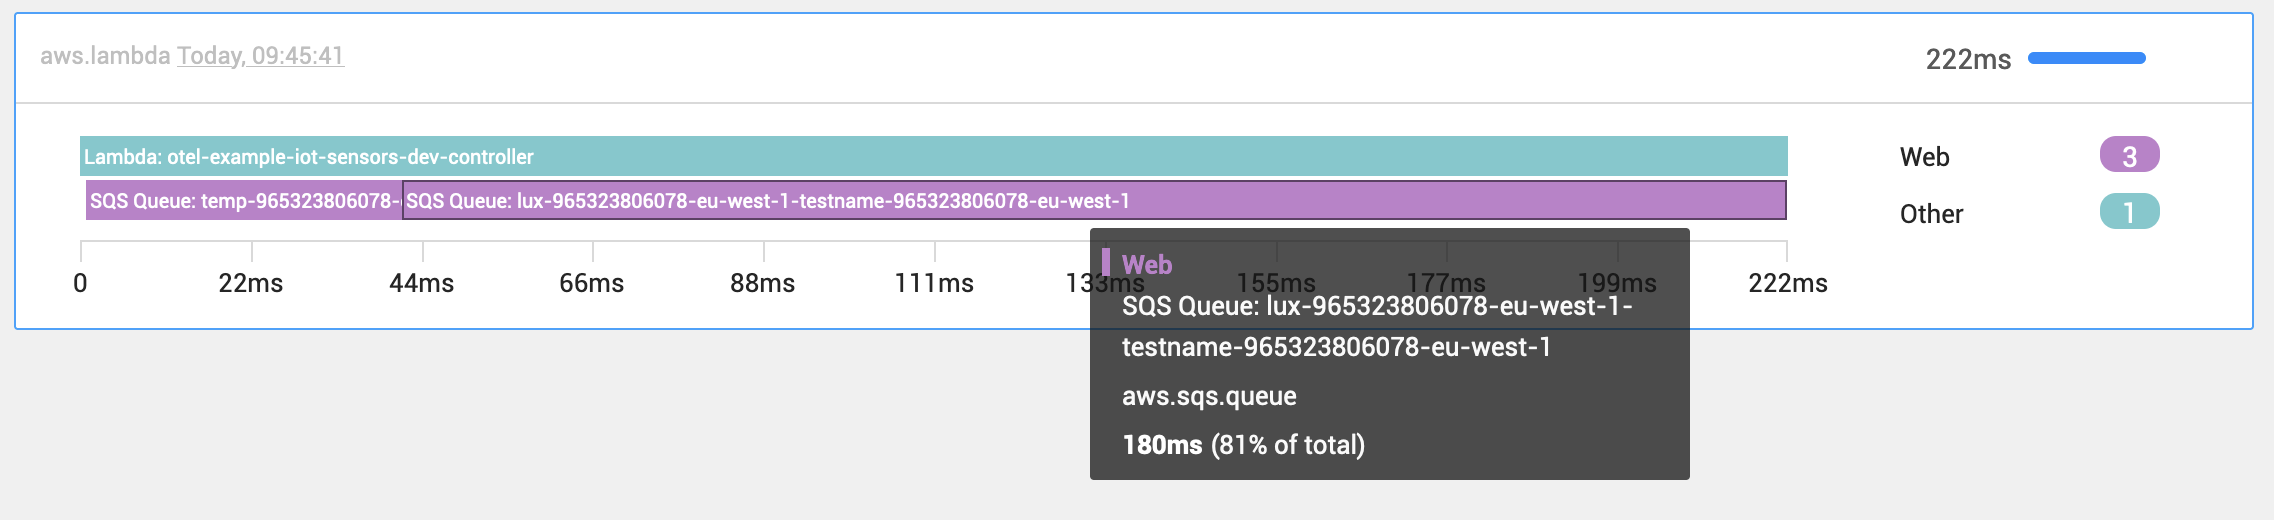 aws.lambda Today, 09:45:41
222ms
Lambda: otel-example-iot-sensors-dev-controller
SQS Queue: temp-965323806078-
SQS Queue: lux-965323806078-eu-west-1-testname-965323806078-eu-west-1
Web 3
Other 1
0 22ms 44ms 66ms 88ms 111ms 133ms 155ms 177ms 199ms 222ms
Web
SQS Queue: lux-965323806078-eu-west-1-
testname-965323806078-eu-west-1
aws.sqs.queue
180ms (81% of total)